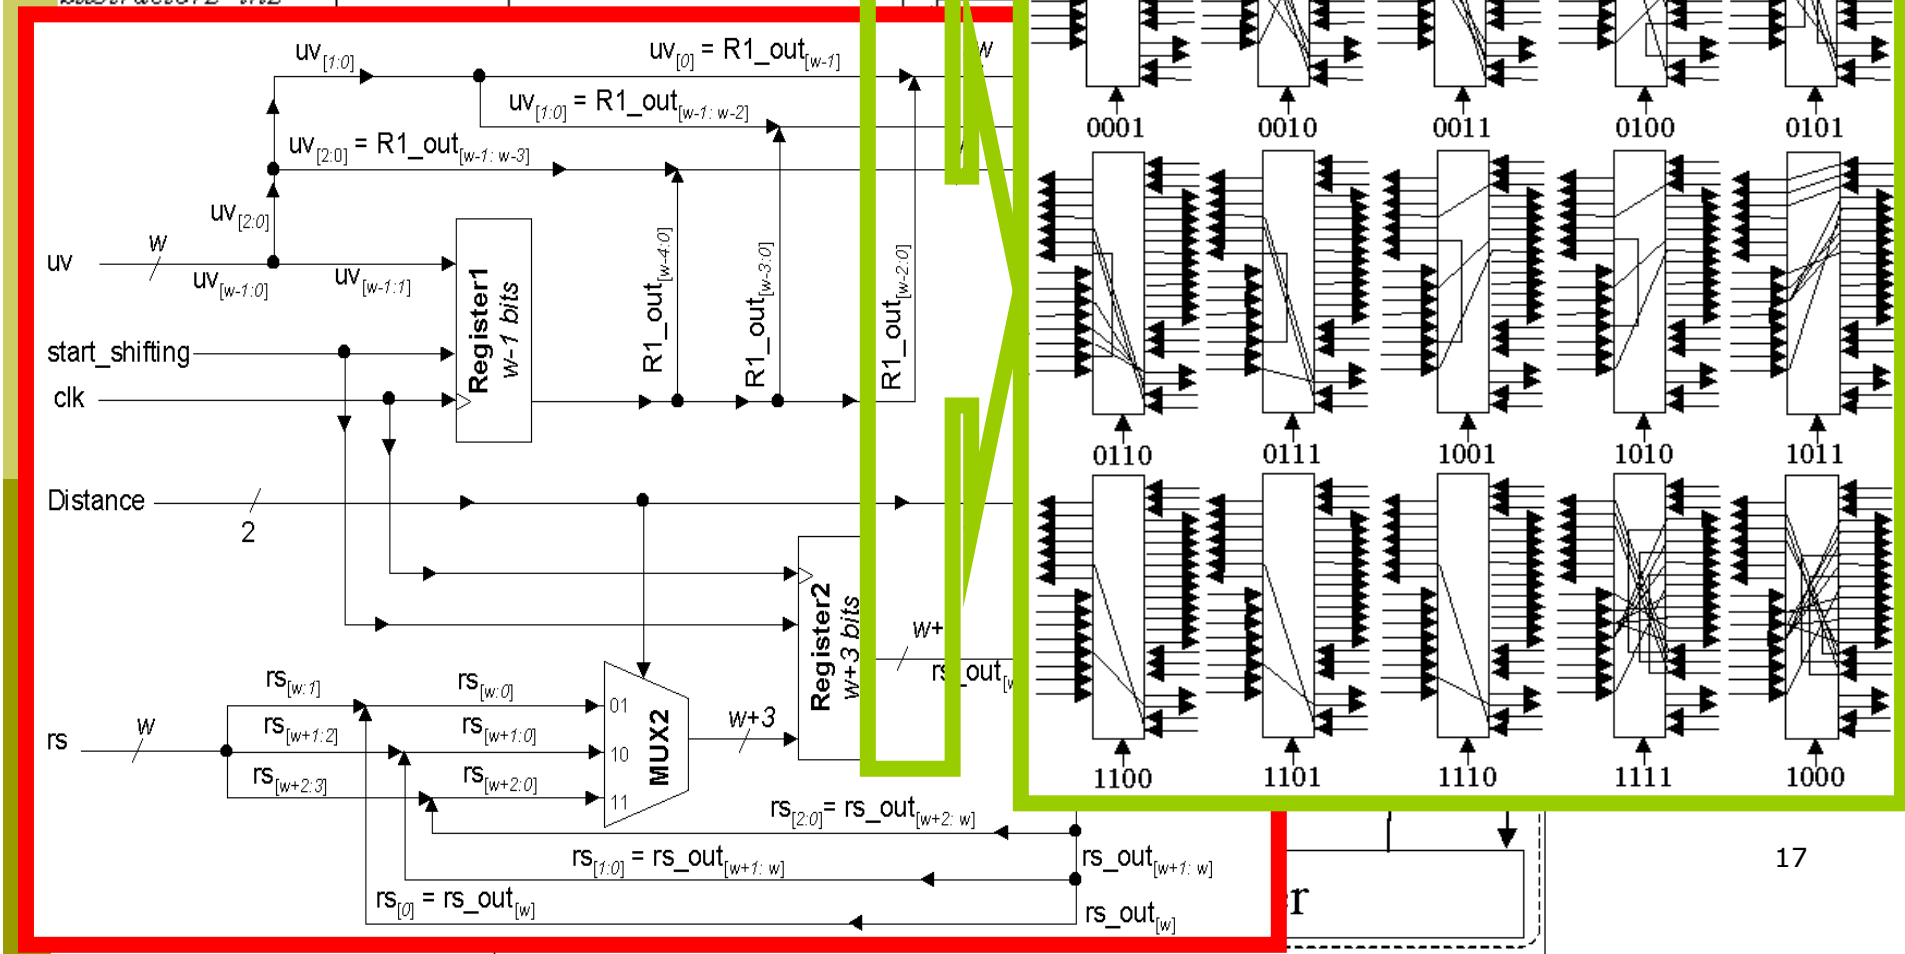 uv[1:0]
uv[0] = R1_out[w-1]
w
uv[1:0] = R1_out[w-1: w-2]
uv[2:0] = R1_out[w-1: w-3]
uv[2:0]
uv
w
uv[w-1:0]
uv[w-1:1]
Register1
w-1 bits
R1_out[w-4:0]
R1_out[w-3:0]
R1_out[w-2:0]
start_shifting
clk
Distance
2
Register2
w+3 bits
w+
rs_out[w
rs
w
rs[w:1]
rs[w:0]
01
rs[w+1:2]
rs[w+1:0]
10
rs[w+2:3]
rs[w+2:0]
11
MUX2
w+3
rs[2:0]= rs_out[w+2: w]
rs[1:0] = rs_out[w+1: w]
rs_out[w+1: w]
rs[0] = rs_out[w]
rs_out[w]
0001 0010 0011 0100 0101
0110 0111 1001 1010 1011
1100 1101 1110 1111 1000
r
17